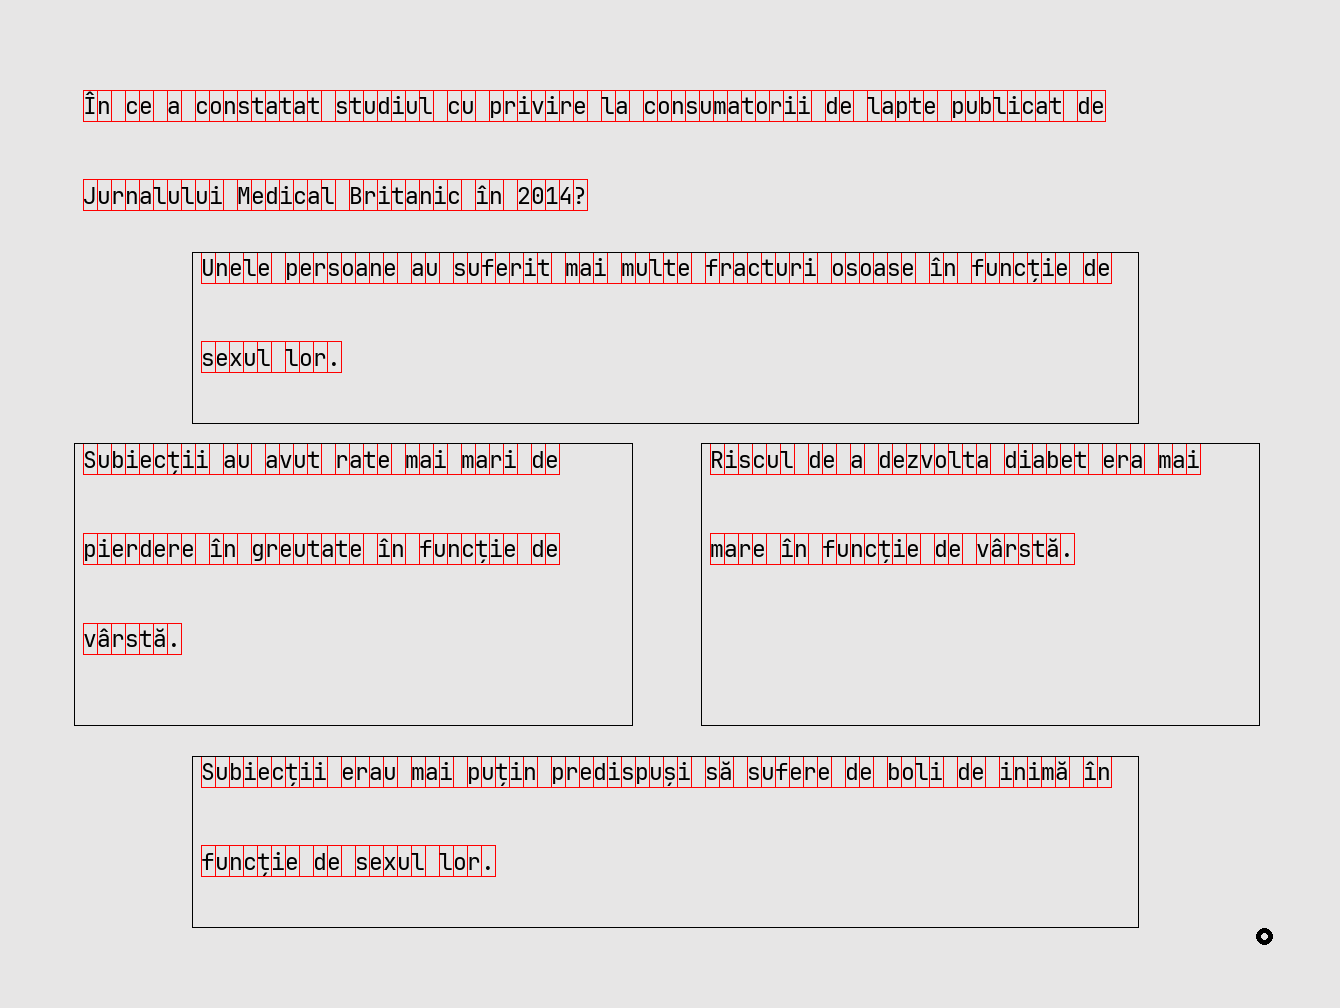 În ce a constatat studiul cu privire la consumatorii de lapte publicat de
Jurnalului Medical Britanic în 2014?
Unele persoane au suferit mai multe fracturi osoase în funcție de
sexul lor.
Subiecții au avut rate mai mari de
pierdere în greutate în funcție de
vârstă.
Riscul de a dezvolta diabet era mai
mare în funcție de vârstă.
Subiecții erau mai puțin predispuși să sufere de boli de inimă în
funcție de sexul lor.